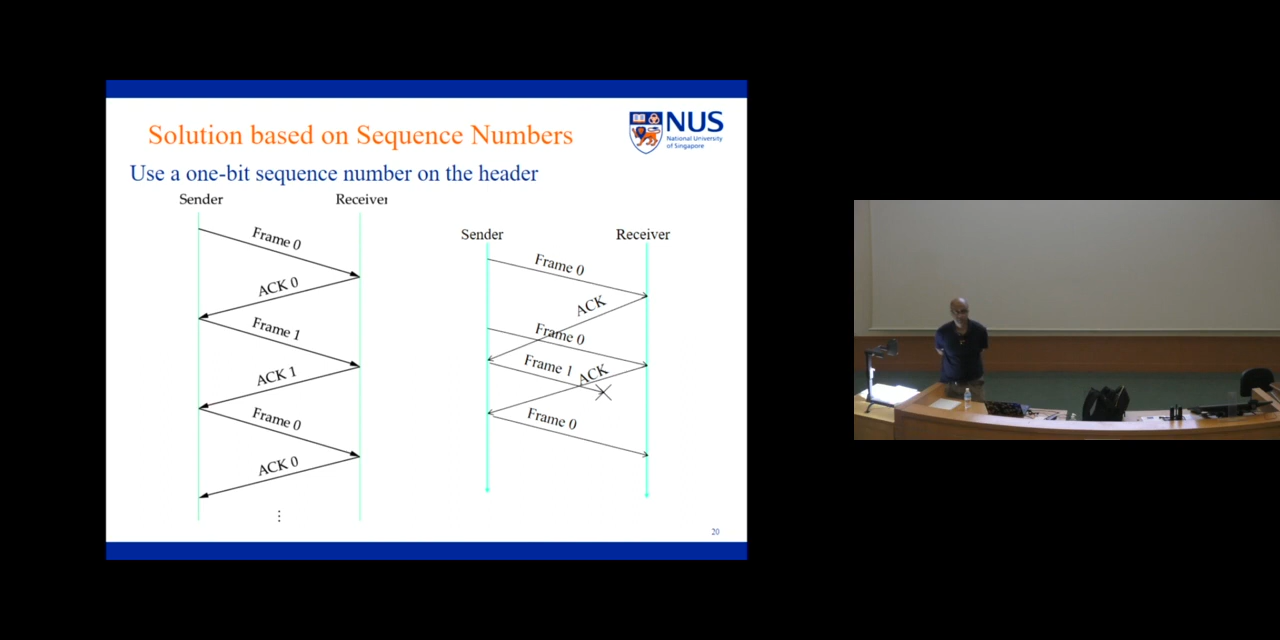 Solution based on Sequence Numbers
NUS
National University
of Singapore
Use a one-bit sequence number on the header
Sender
Receiver
Frame 0
ACK 0
Frame 1
ACK 1
Frame 0
ACK 0
Sender
Receiver
Frame 0
ACK
Frame 0
Frame 1
ACK
Frame 0
20